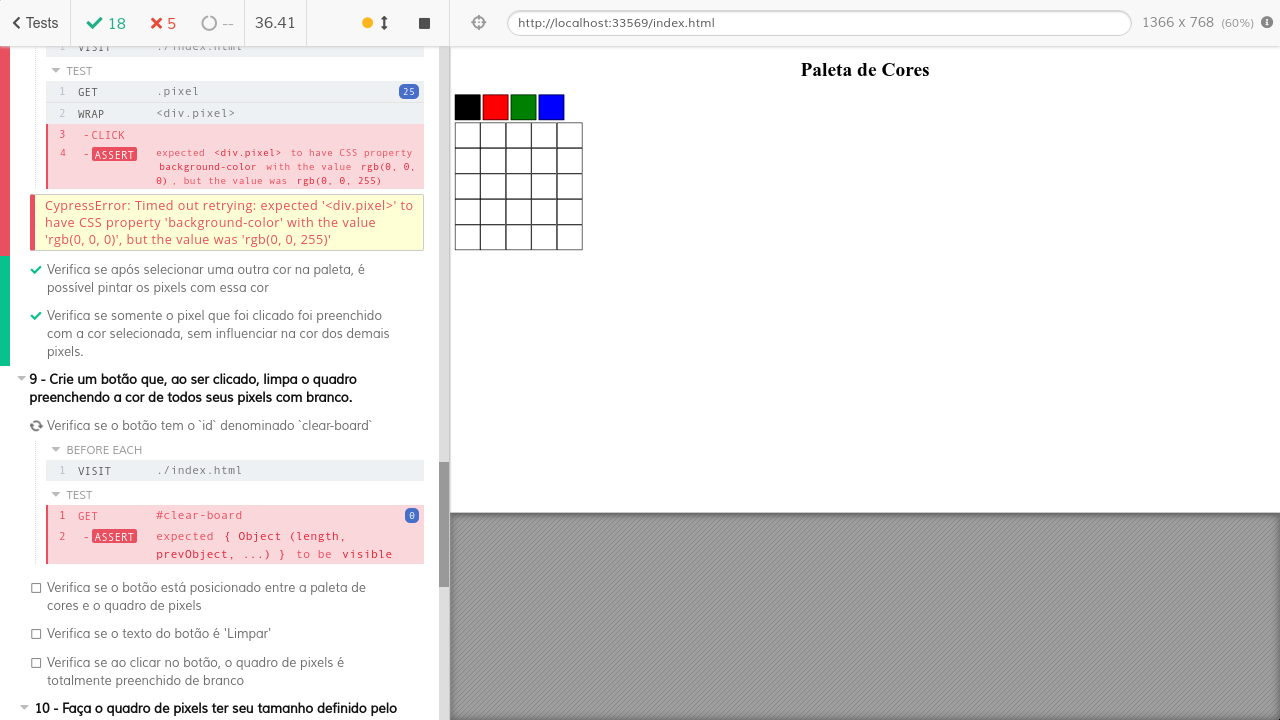 Tests 18 5 -- 36.41
http://localhost:33569/index.html 1366 x 768 (60%)
1 VISIT ./index.html
TEST
1 GET .pixel 25
2 WRAP <div.pixel>
3 -CLICK
4 -ASSERT expected <div.pixel> to have CSS property
background-color with the value rgb(0, 0,
0) , but the value was rgb(0, 0, 255)
CypressError: Timed out retrying: expected '<div.pixel>' to
have CSS property 'background-color' with the value
'rgb(0, 0, 0)', but the value was 'rgb(0, 0, 255)'
Verifica se após selecionar uma outra cor na paleta, é
possível pintar os pixels com essa cor
Verifica se somente o pixel que foi clicado foi preenchido
com a cor selecionada, sem influenciar na cor dos demais
pixels.
9 - Crie um botão que, ao ser clicado, limpa o quadro
preenchendo a cor de todos seus pixels com branco.
Verifica se o botão tem o `id` denominado `clear-board`
BEFORE EACH
1 VISIT ./index.html
TEST
1 GET #clear-board 0
2 -ASSERT expected { Object (length,
prevObject, ...) } to be visible
Verifica se o botão está posicionado entre a paleta de
cores e o quadro de pixels
Verifica se o texto do botão é 'Limpar'
Verifica se ao clicar no botão, o quadro de pixels é
totalmente preenchido de branco
10 - Faça o quadro de pixels ter seu tamanho definido pelo
Paleta de Cores